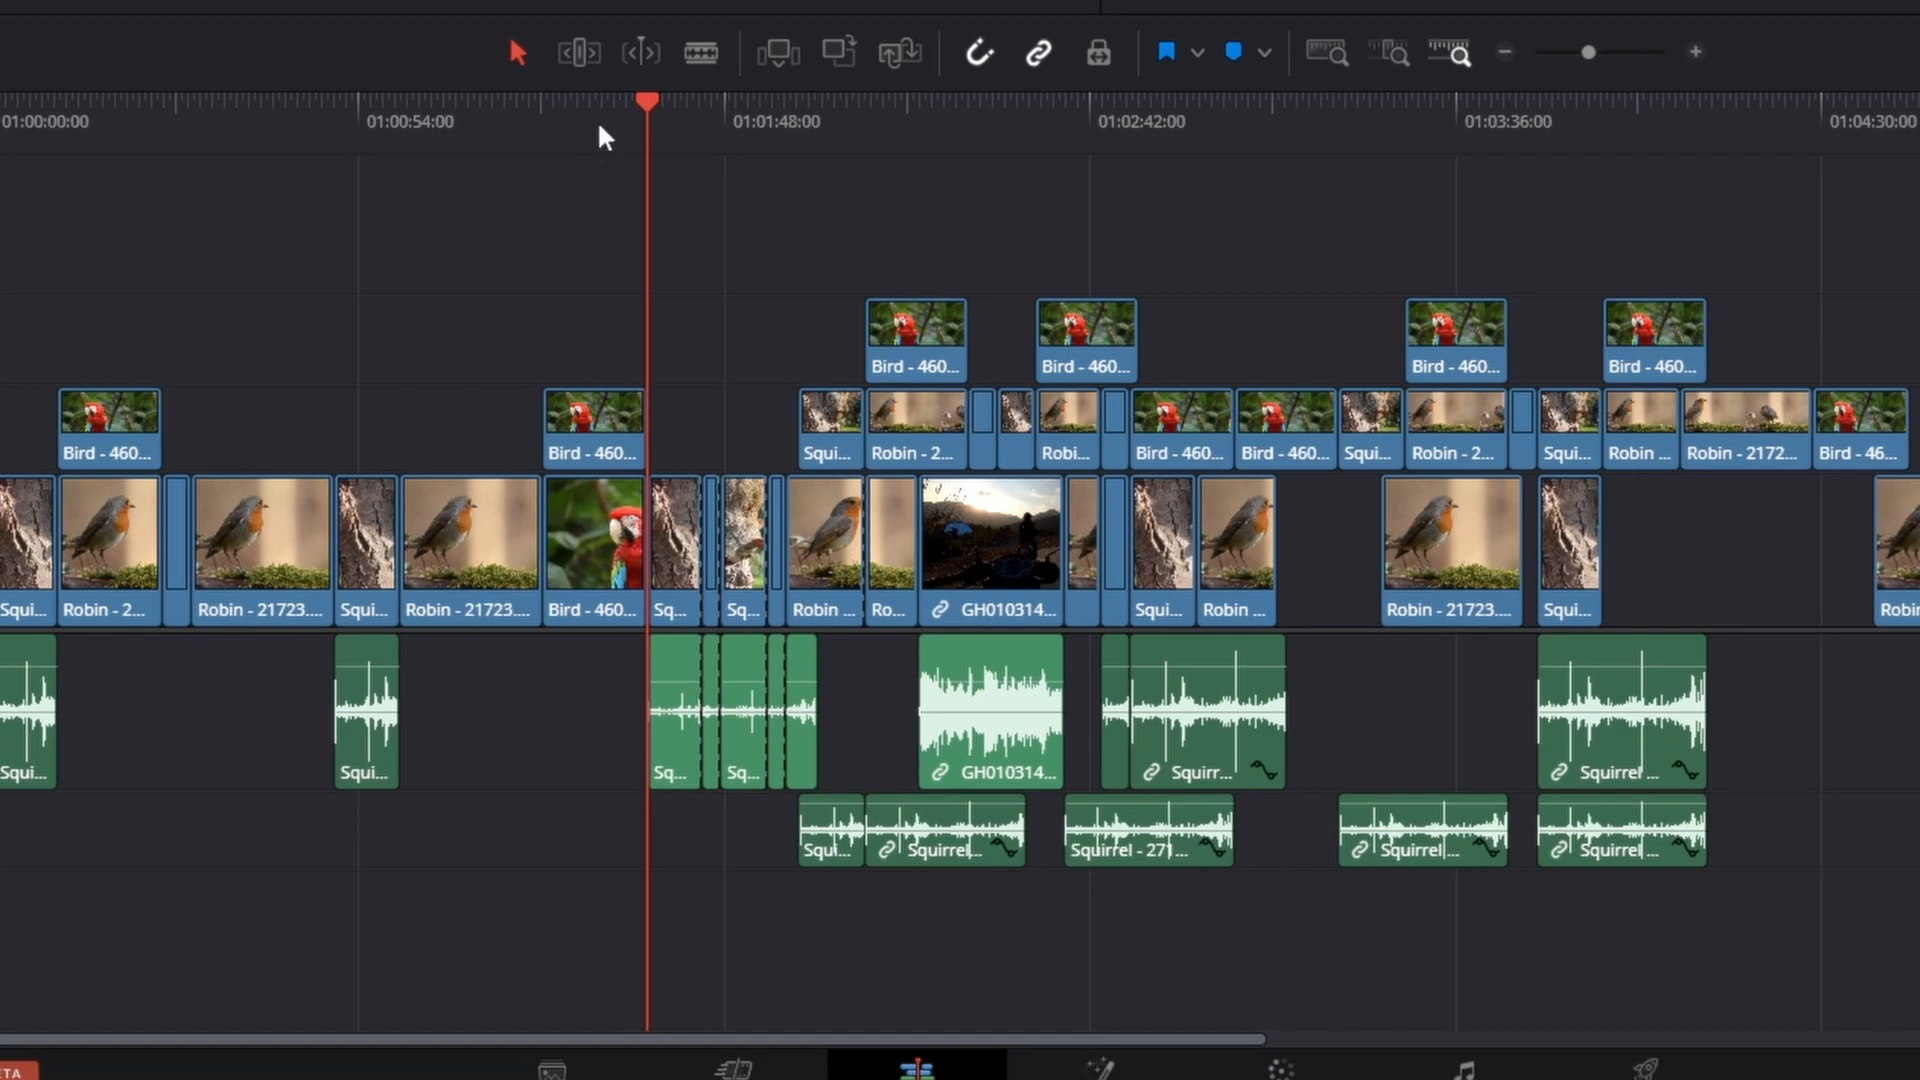 01:00:00:00 01:00:54:00 01:01:48:00 01:02:42:00 01:03:36:00 01:04:30:00
Bird - 460... Bird - 460... Bird - 460... Bird - 460...
Bird - 460... Bird - 460... Squi... Robin - 2... Robi... Bird - 460... Bird - 460... Squi... Robin - 2... Squi... Robin ... Robin - 2172... Bird - 46...
Squi... Robin - 2... Robin - 21723.... Squi... Robin - 21723.... Bird - 460... Sq... Sq... Robin ... Ro... GH010314... Squi... Robin ... Robin - 21723.... Squi... Robin
Squi... Squi... Sq... Sq... GH010314... Squirr... Squirrel ...
Squi... Squirrel... Squirrel - 271... Squirrel ... Squirrel ...
ETA